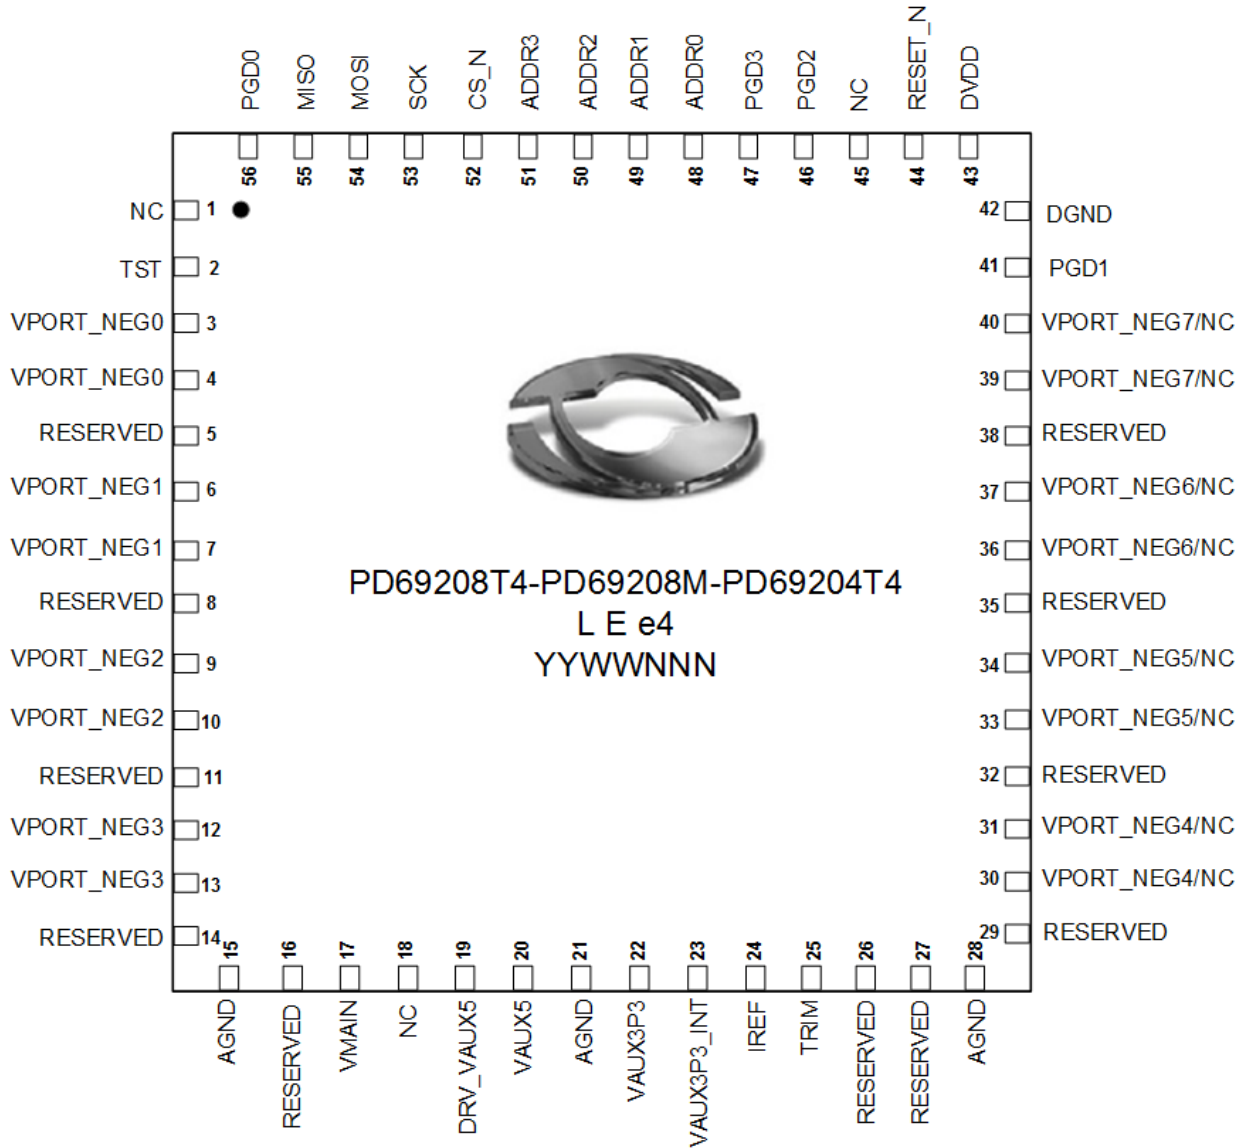 PGD0 MISO MOSI SCK CS_N ADDR3 ADDR2 ADDR1 ADDR0 PGD3 PGD2 NC RESET_N DVDD
56 55 54 53 52 51 50 49 48 47 46 45 44 43
NC 1 42 DGND
TST 2 41 PGD1
VPORT_NEG0 3 40 VPORT_NEG7/NC
VPORT_NEG0 4 39 VPORT_NEG7/NC
RESERVED 5 38 RESERVED
VPORT_NEG1 6 37 VPORT_NEG6/NC
VPORT_NEG1 7 36 VPORT_NEG6/NC
PD69208T4-PD69208M-PD69204T4
RESERVED 8 35 RESERVED
L E e4
YYWWNNN
VPORT_NEG2 9 34 VPORT_NEG5/NC
VPORT_NEG2 10 33 VPORT_NEG5/NC
RESERVED 11 32 RESERVED
VPORT_NEG3 12 31 VPORT_NEG4/NC
VPORT_NEG3 13 30 VPORT_NEG4/NC
RESERVED 14 29 RESERVED
15 16 17 18 19 20 21 22 23 24 25 26 27 28
AGND RESERVED VMAIN NC DRV_VAUX5 VAUX5 AGND VAUX3P3 VAUX3P3_INT IREF TRIM RESERVED RESERVED AGND